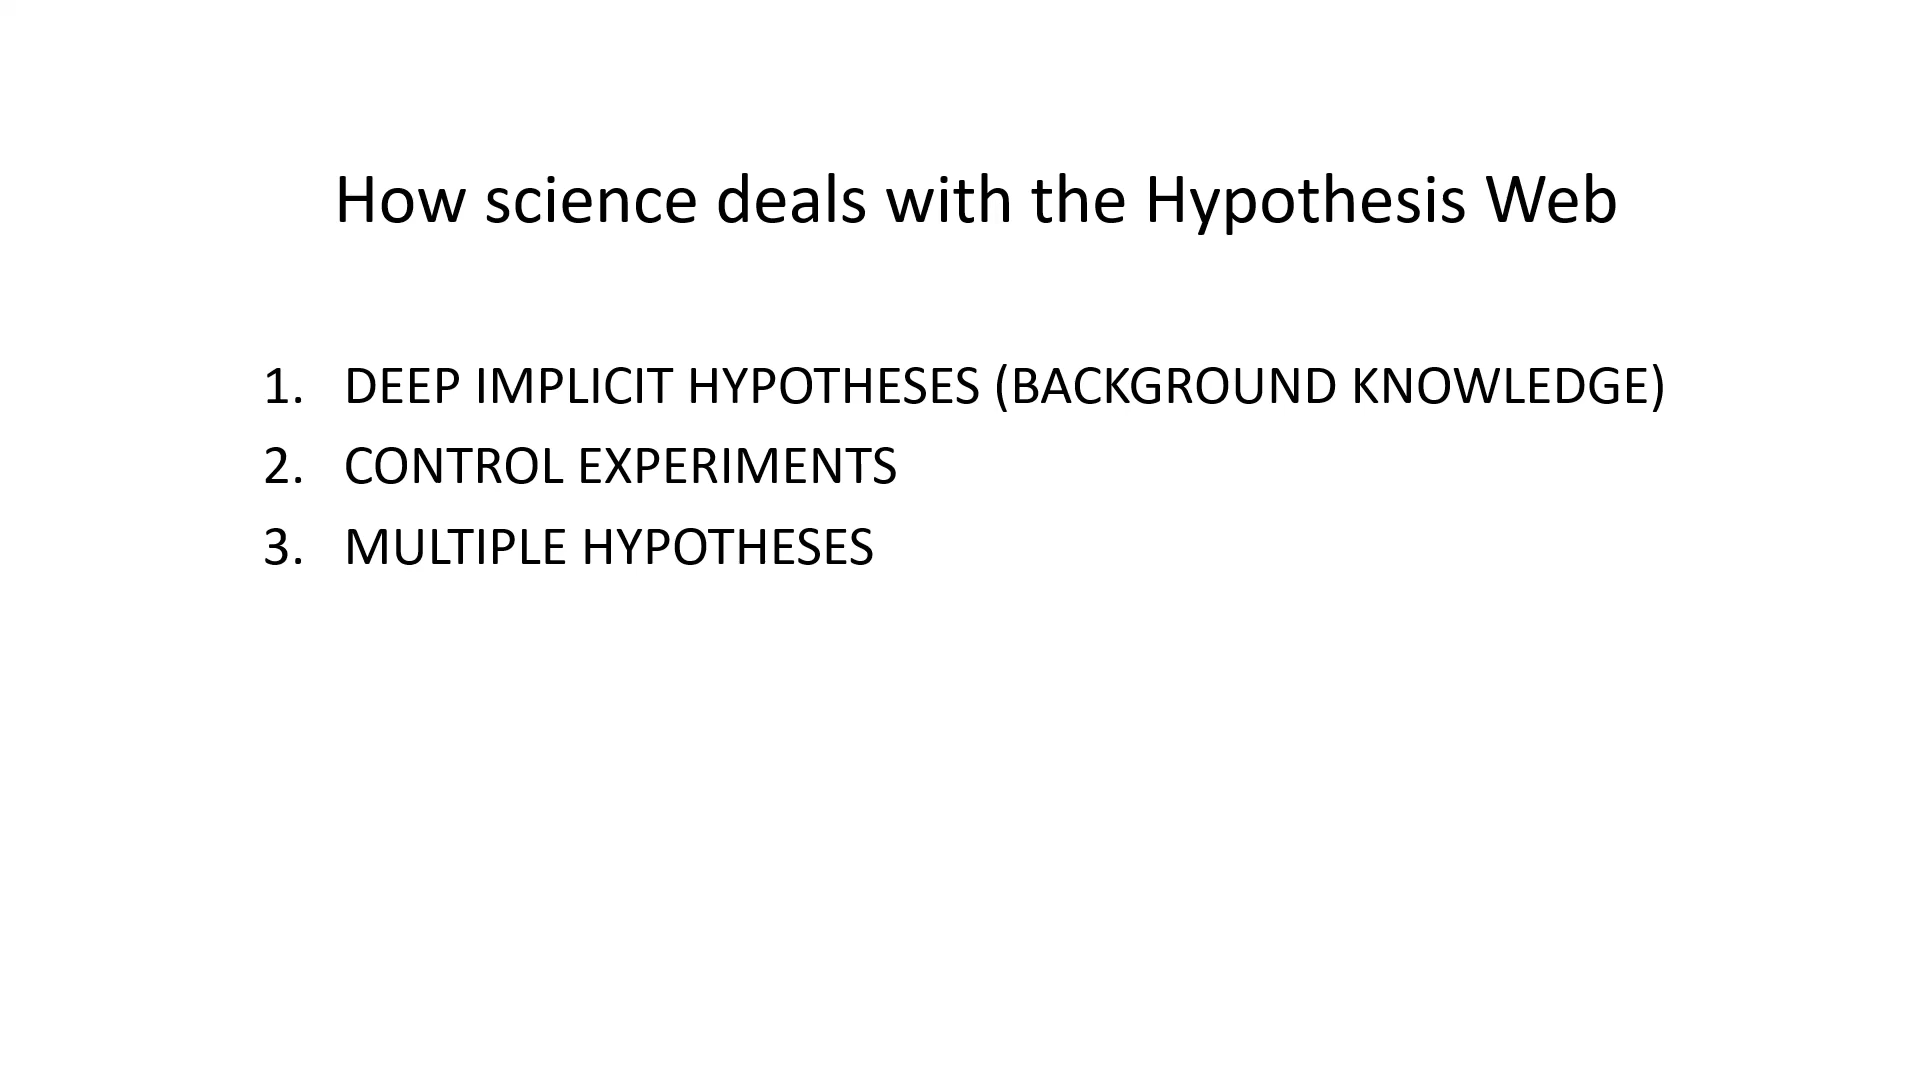 How science deals with the Hypothesis Web
1. DEEP IMPLICIT HYPOTHESES (BACKGROUND KNOWLEDGE)
2. CONTROL EXPERIMENTS
3. MULTIPLE HYPOTHESES